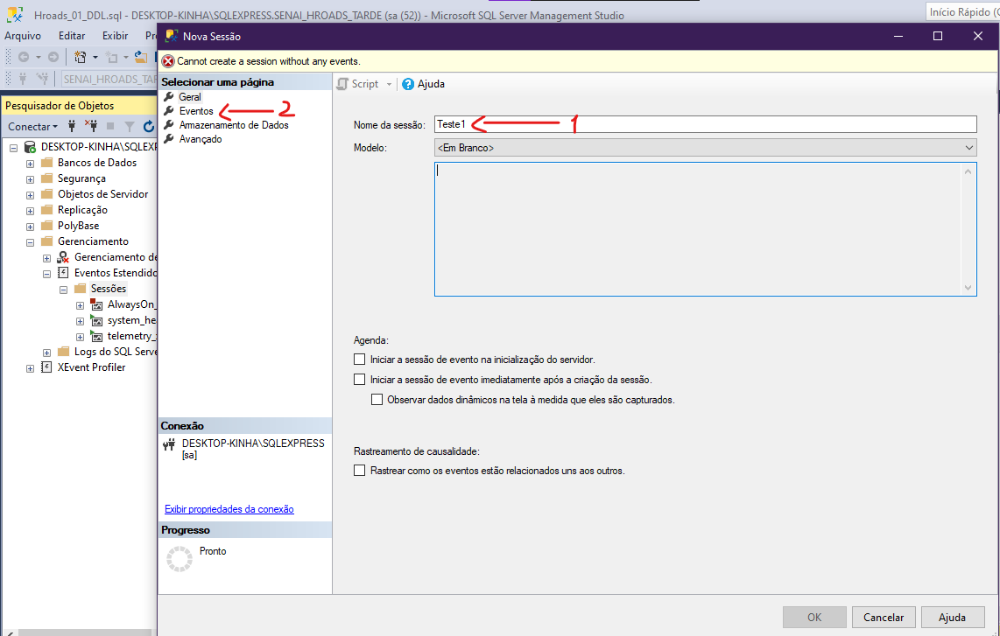 Hroads_01_DDL.sql - DESKTOP-KINHA\SQLEXPRESS.SENAI_HROADS_TARDE (sa (52)) - Microsoft SQL Server Management Studio
Início Rápido (
Arquivo Editar Exibir
Nova Sessão
Cannot create a session without any events.
SENAI_HROADS_TAR
Selecionar uma página
Geral
Eventos
2
Armazenamento de Dados
Avançado
Script
Ajuda
Nome da sessão: Teste1
1
Modelo: <Em Branco>
Pesquisador de Objetos
Conectar
DESKTOP-KINHA\SQLEXP
Bancos de Dados
Segurança
Objetos de Servidor
Replicação
PolyBase
Gerenciamento
Gerenciamento de
Eventos Estendido
Sessões
AlwaysOn_
system_he
telemetry_
Logs do SQL Serve
XEvent Profiler
Agenda:
Iniciar a sessão de evento na inicialização do servidor.
Iniciar a sessão de evento imediatamente após a criação da sessão.
Observar dados dinâmicos na tela à medida que eles são capturados.
Rastreamento de causalidade:
Rastrear como os eventos estão relacionados uns aos outros.
Conexão
DESKTOP-KINHA\SQLEXPRESS
[sa]
Exibir propriedades da conexão
Progresso
Pronto
OK
Cancelar
Ajuda